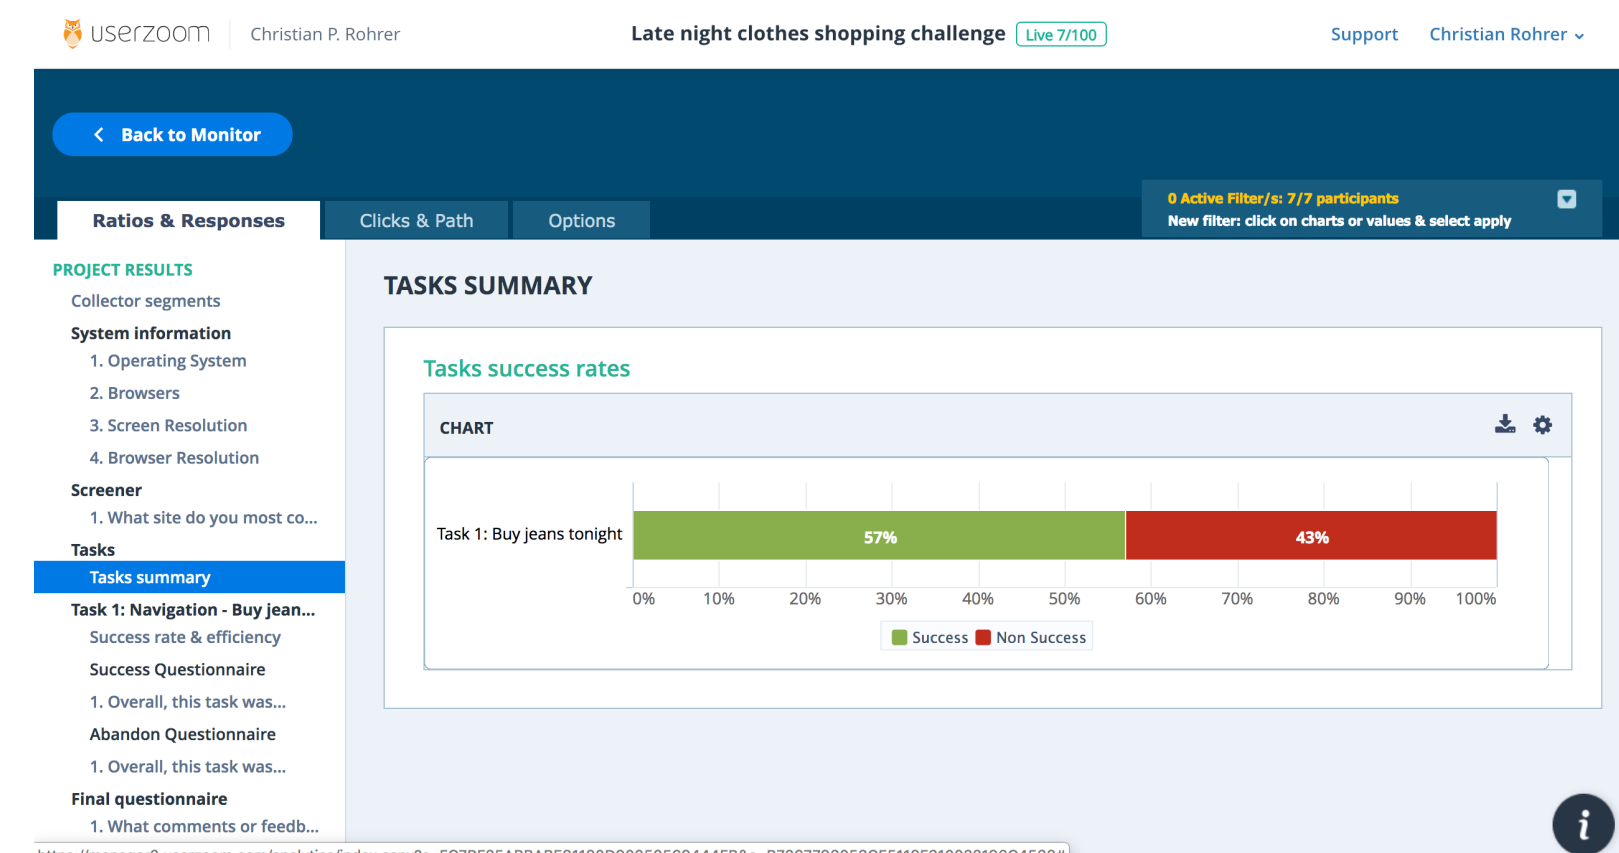 userzoom
Christian P. Rohrer
Late night clothes shopping challenge
Live 7/100
Support
Christian Rohrer
Back to Monitor
0 Active Filter/s: 7/7 participants
New filter: click on charts or values & select apply
Ratios & Responses
Clicks & Path
Options
PROJECT RESULTS
Collector segments
System information
1. Operating System
2. Browsers
3. Screen Resolution
4. Browser Resolution
Screener
1. What site do you most co...
Tasks
Tasks summary
Task 1: Navigation - Buy jean...
Success rate & efficiency
Success Questionnaire
1. Overall, this task was...
Abandon Questionnaire
1. Overall, this task was...
Final questionnaire
1. What comments or feedb...
TASKS SUMMARY
Tasks success rates
CHART
Task 1: Buy jeans tonight
57%
43%
0% 10% 20% 30% 40% 50% 60% 70% 80% 90% 100%
Success Non Success
i